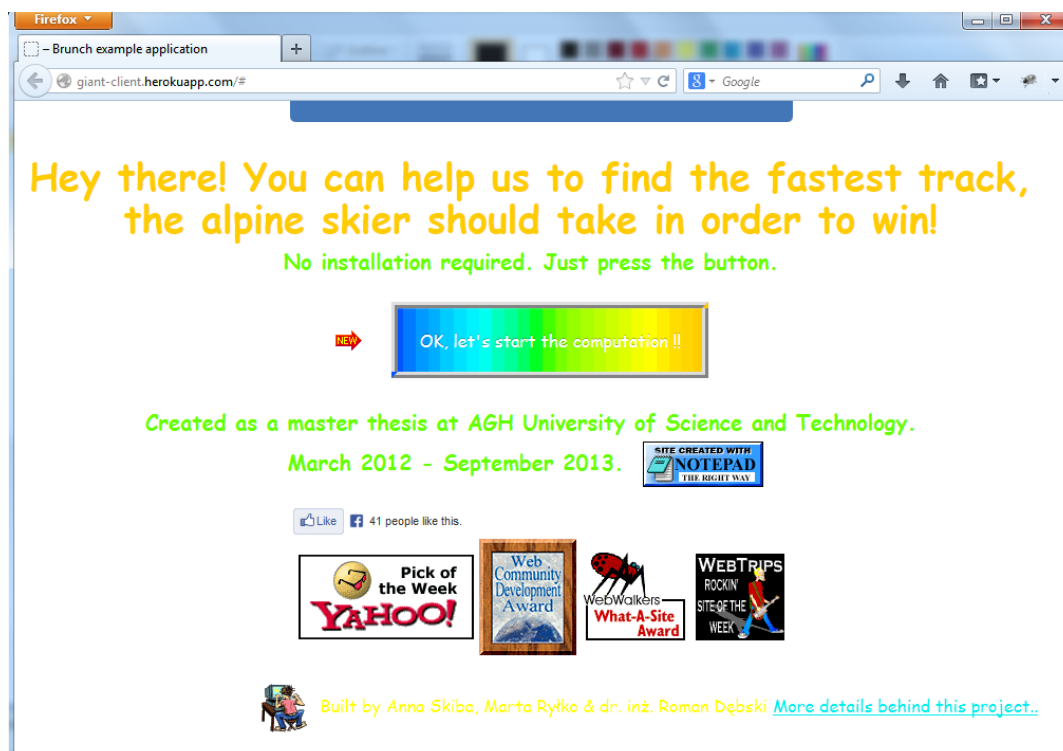 Firefox
– Brunch example application
giant-client.herokuapp.com/#
Google
Hey there! You can help us to find the fastest track,
the alpine skier should take in order to win!
No installation required. Just press the button.
NEW
OK, let's start the computation !!
Created as a master thesis at AGH University of Science and Technology.
March 2012 - September 2013.
SITE CREATED WITH
NOTEPAD
THE RIGHT WAY
Like
41 people like this.
Pick of
the Week
YAHOO!
Web
Community
Development
Award
WebWalkers
What-A-Site
Award
WEBTRIPS
ROCKIN'
SITE OF THE
WEEK
Built by Anna Skiba, Marta Ryłko & dr. inż. Roman Dębski More details behind this project..